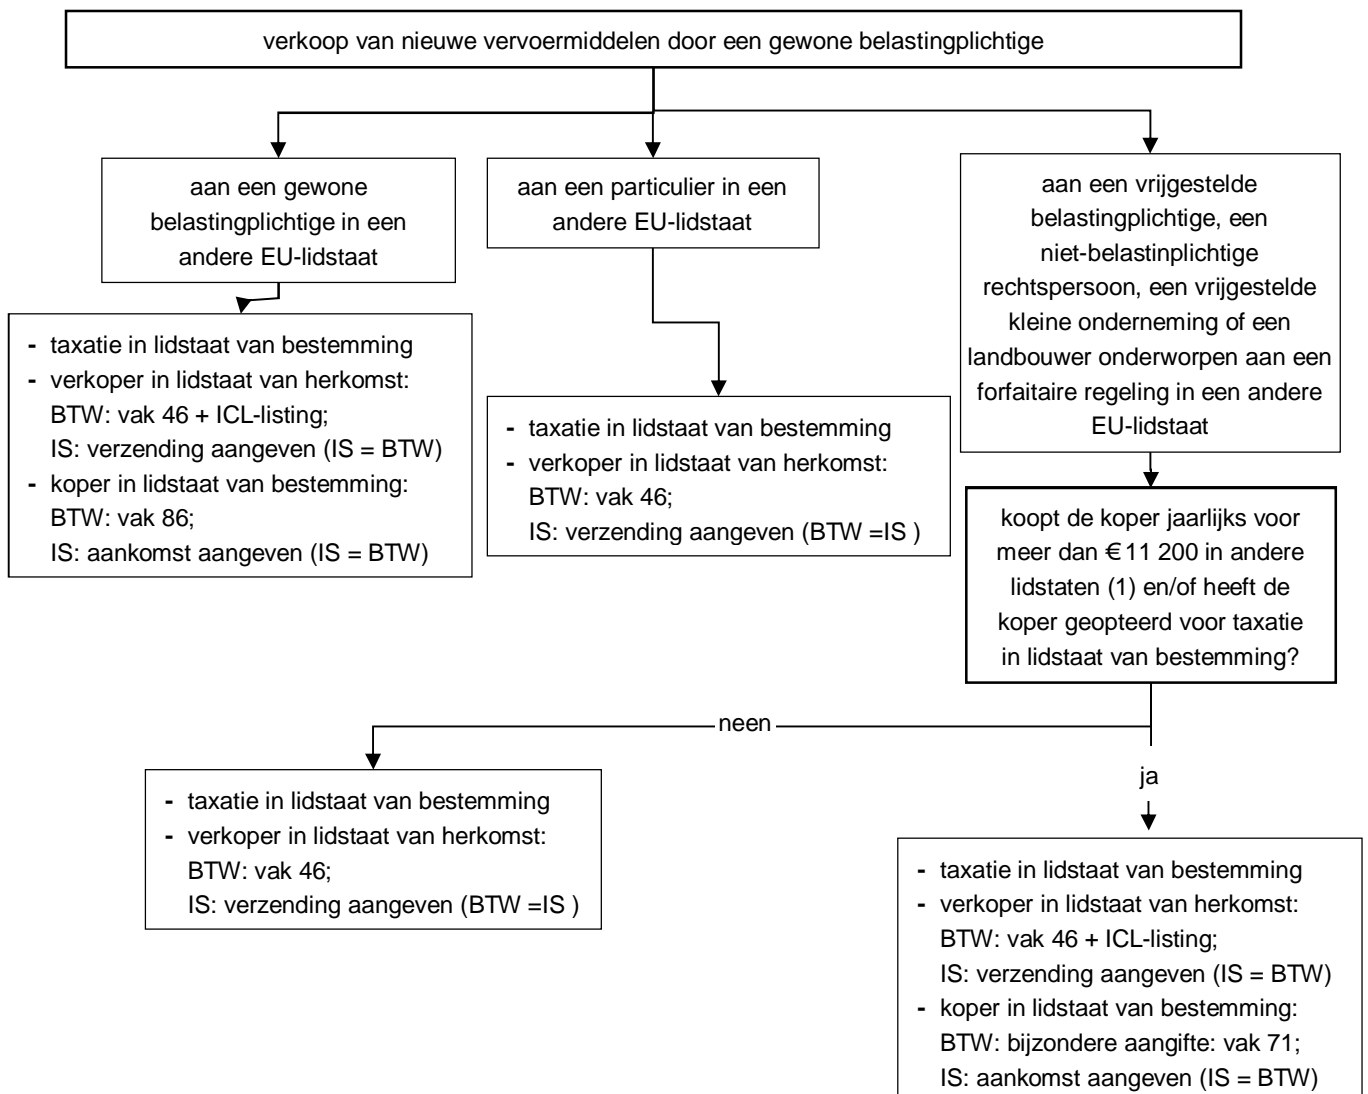 verkoop van nieuwe vervoermiddelen door een gewone belastingplichtige
aan een gewone
belastingplichtige in een
andere EU-lidstaat
aan een particulier in een
andere EU-lidstaat
aan een vrijgestelde
belastingplichtige, een
niet-belastinplichtige
rechtspersoon, een vrijgestelde
kleine onderneming of een
landbouwer onderworpen aan een
forfaitaire regeling in een andere
EU-lidstaat
- taxatie in lidstaat van bestemming
- verkoper in lidstaat van herkomst:
BTW: vak 46 + ICL-listing;
IS: verzending aangeven (IS = BTW)
- koper in lidstaat van bestemming:
BTW: vak 86;
IS: aankomst aangeven (IS = BTW)
- taxatie in lidstaat van bestemming
- verkoper in lidstaat van herkomst:
BTW: vak 46;
IS: verzending aangeven (BTW =IS )
koopt de koper jaarlijks voor
meer dan € 11 200 in andere
lidstaten (1) en/of heeft de
koper geopteerd voor taxatie
in lidstaat van bestemming?
neen
ja
- taxatie in lidstaat van bestemming
- verkoper in lidstaat van herkomst:
BTW: vak 46;
IS: verzending aangeven (BTW =IS )
- taxatie in lidstaat van bestemming
- verkoper in lidstaat van herkomst:
BTW: vak 46 + ICL-listing;
IS: verzending aangeven (IS = BTW)
- koper in lidstaat van bestemming:
BTW: bijzondere aangifte: vak 71;
IS: aankomst aangeven (IS = BTW)